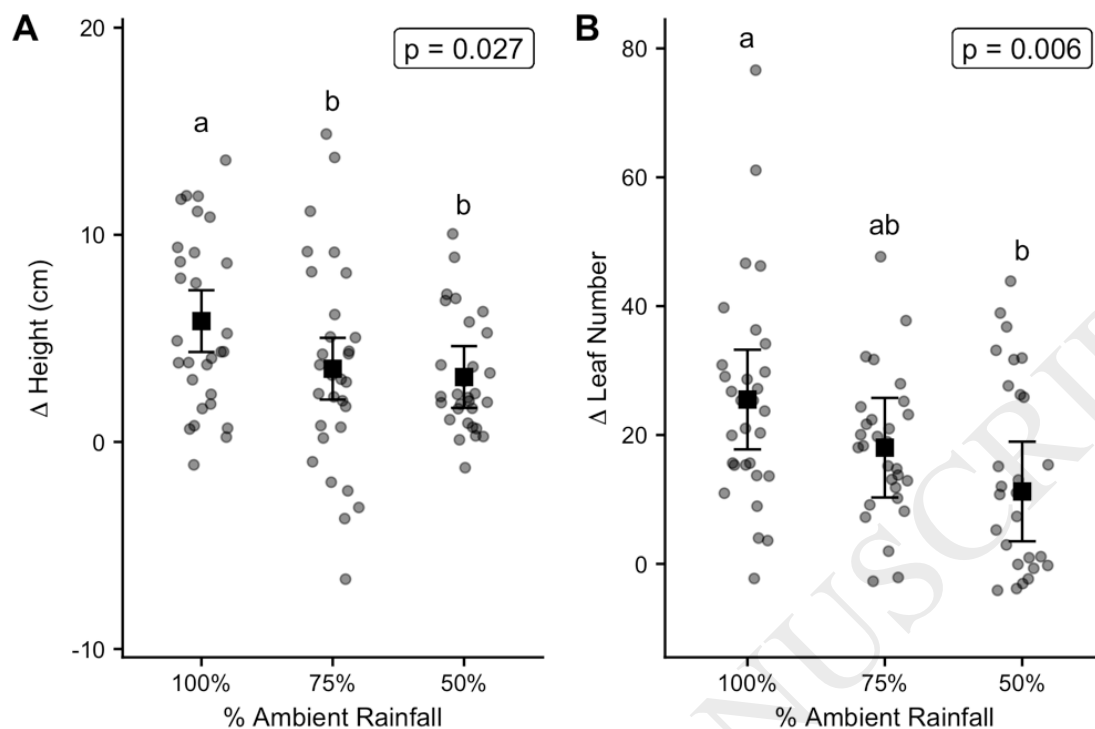 A
20
p = 0.027
a
b
b
10
0
-10
Δ Height (cm)
100%
75%
50%
% Ambient Rainfall
B
80
p = 0.006
a
ab
b
60
40
20
0
Δ Leaf Number
100%
75%
50%
% Ambient Rainfall
NUSCRI